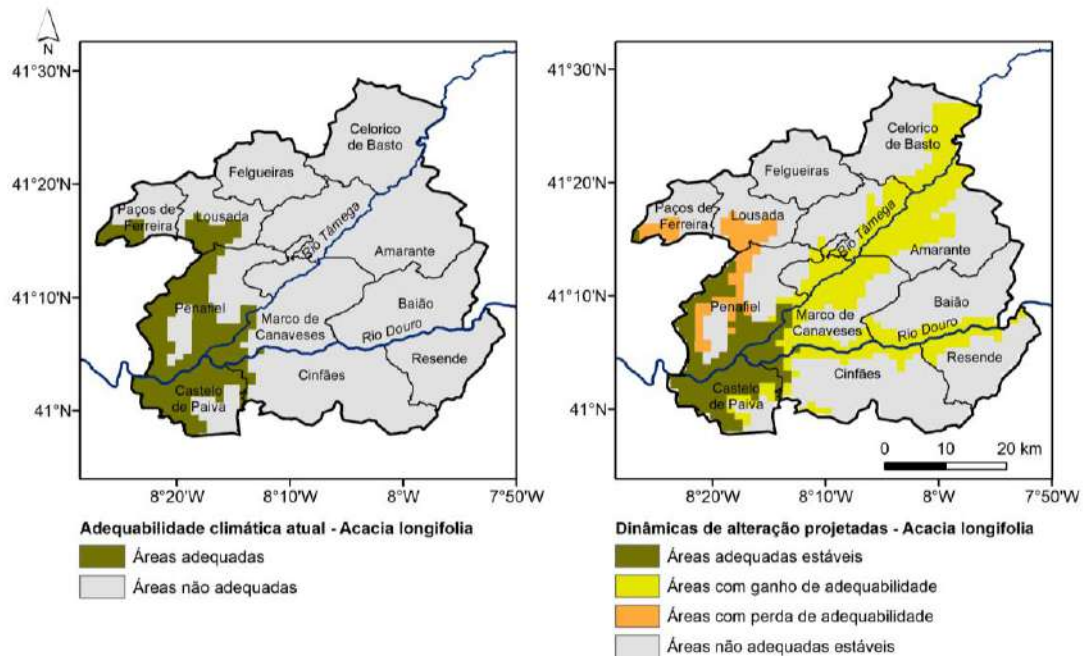 N
41°30'N
41°20'N
41°10'N
41°N
8°20'W
8°10'W
8°W
7°50'W
Celorico
de Basto
Felgueiras
Paços de
Ferreira
Lousada
Rio Tâmega
Amarante
Penafiel
Baião
Marco de
Canaveses
Rio Douro
Resende
Cinfães
Castelo
de Paiva
Adequabilidade climática atual - Acacia longifolia
Áreas adequadas
Áreas não adequadas
41°30'N
41°20'N
41°10'N
41°N
8°20'W
8°10'W
8°W
7°50'W
Celorico
de Basto
Felgueiras
Paços de
Ferreira
Lousada
Rio Tâmega
Amarante
Penafiel
Baião
Marco de
Canaveses
Rio Douro
Resende
Cinfães
Castelo
de Paiva
0 10 20 km
Dinâmicas de alteração projetadas - Acacia longifolia
Áreas adequadas estáveis
Áreas com ganho de adequabilidade
Áreas com perda de adequabilidade
Áreas não adequadas estáveis